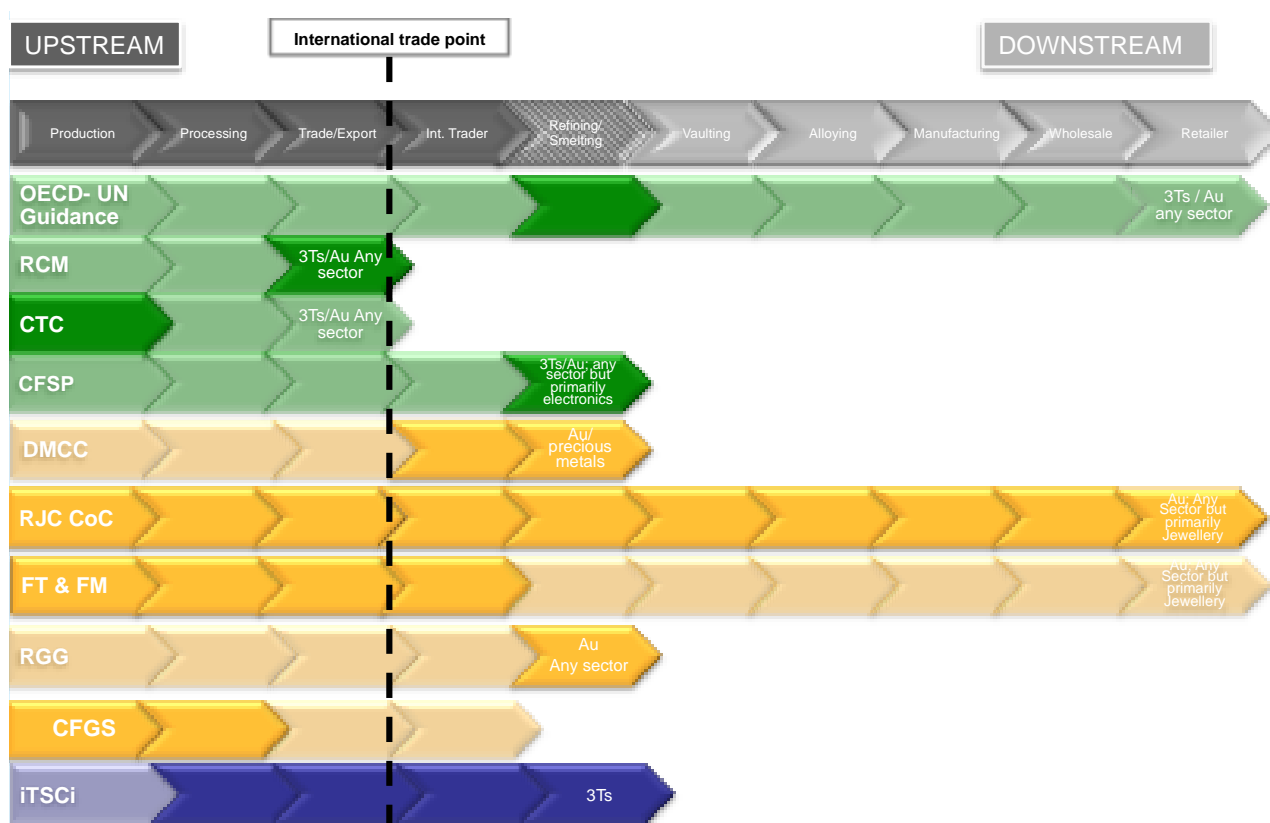 UPSTREAM
International trade point
DOWNSTREAM
Production
Processing
Trade/Export
Int. Trader
Refining/
Smelting
Vaulting
Alloying
Manufacturing
Wholesale
Retailer
OECD- UN
Guidance
3Ts / Au
any sector
RCM
3Ts/Au Any
sector
CTC
3Ts/Au Any
sector
CFSP
3Ts/Au; any
sector but
primarily
electronics
DMCC
Au/
precious
metals
RJC CoC
Au; Any
Sector but
primarily
Jewellery
FT & FM
Au; Any
Sector but
primarily
Jewellery
RGG
Au
Any sector
CFGS
iTSCi
3Ts